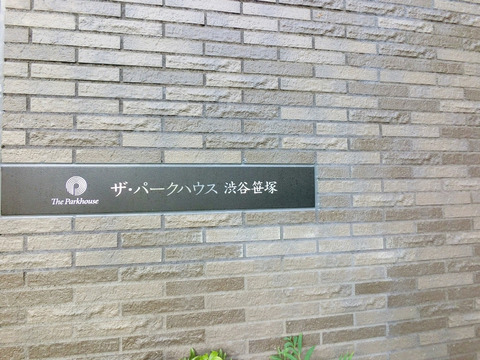 The Parkhouse
ザ・パークハウス 渋谷笹塚